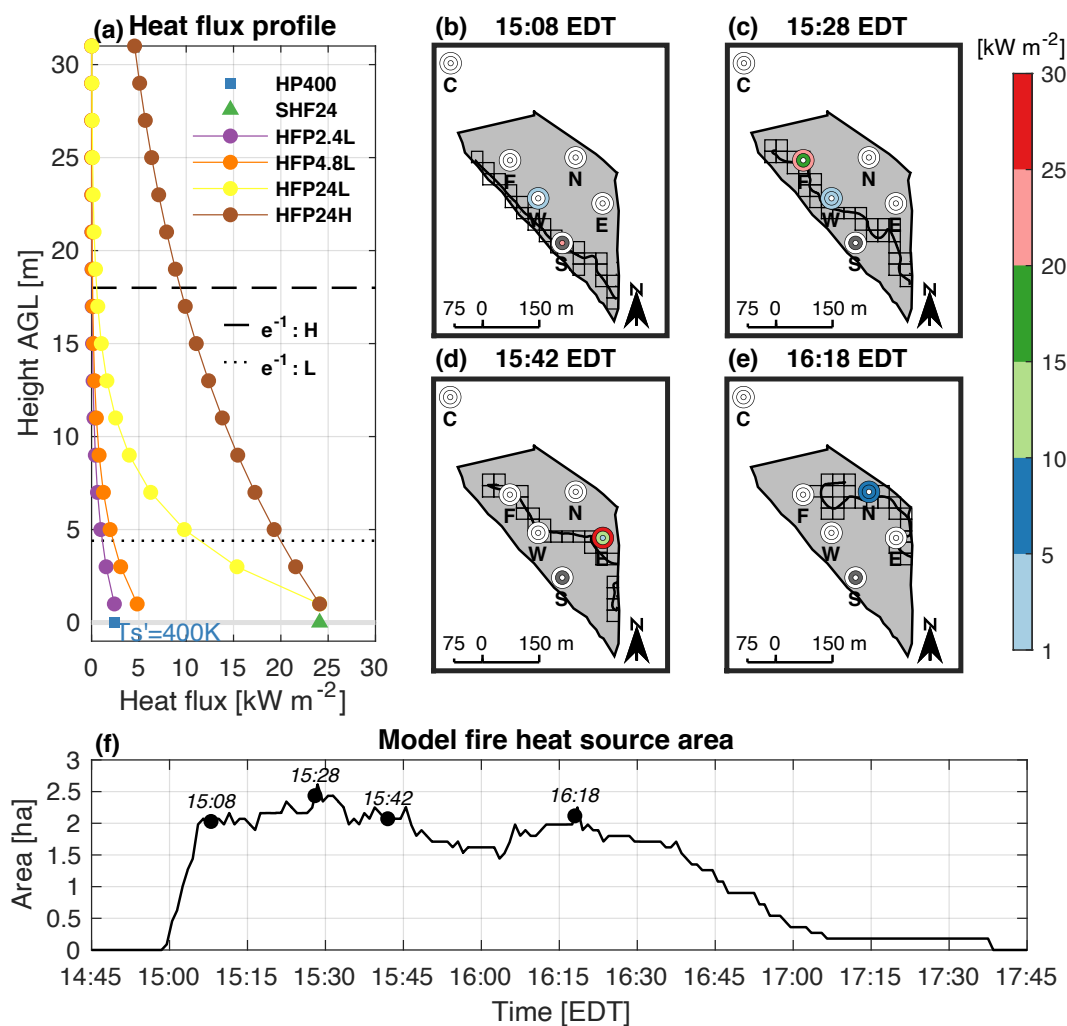 (a) Heat flux profile
30
25
20
15
10
5
0
Height AGL [m]
HP400
SHF24
HFP2.4L
HFP4.8L
HFP24L
HFP24H
e⁻¹ : H
e⁻¹ : L
Ts'=400K
0 5 10 15 20 25 30
Heat flux [kW m⁻²]
(b) 15:08 EDT
C
F
N
W
E
S
75 0 150 m
N
(c) 15:28 EDT
C
F
N
W
E
S
75 0 150 m
N
(d) 15:42 EDT
C
F
N
W
E
S
75 0 150 m
N
(e) 16:18 EDT
C
F
N
W
E
S
75 0 150 m
N
[kW m⁻²]
30
25
20
15
10
5
1
(f) Model fire heat source area
3
2.5
2
1.5
1
0.5
0
Area [ha]
15:08
15:28
15:42
16:18
14:45 15:00 15:15 15:30 15:45 16:00 16:15 16:30 16:45 17:00 17:15 17:30 17:45
Time [EDT]